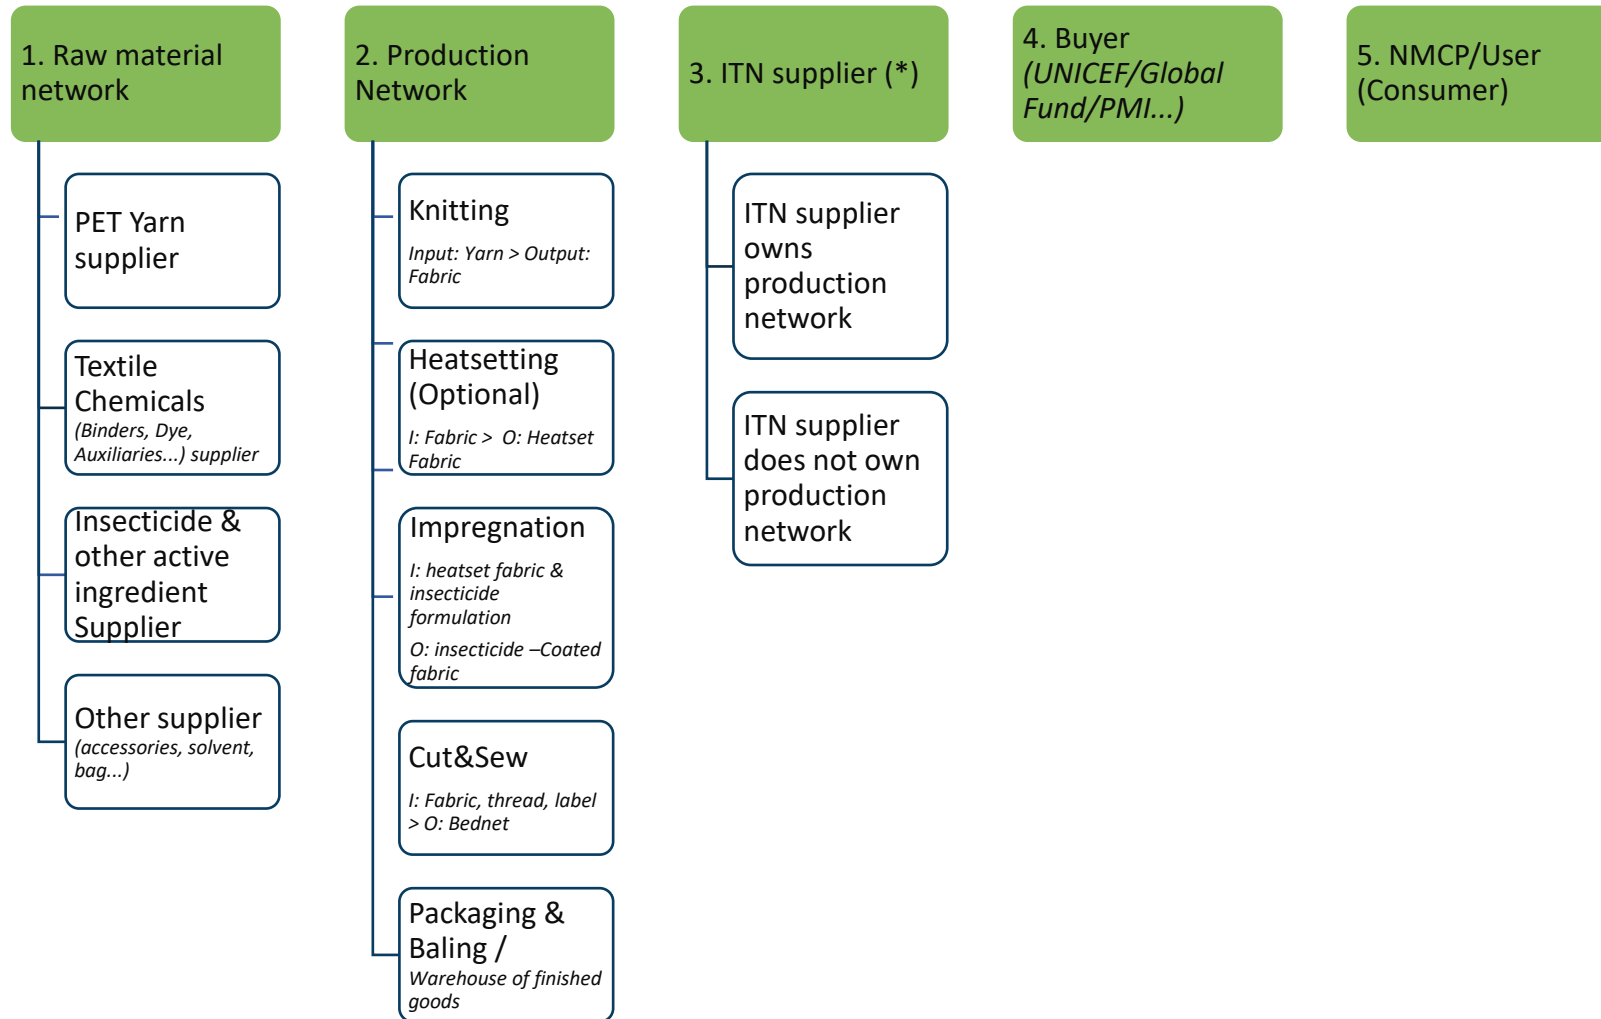 1. Raw material
network
PET Yarn
supplier
Textile
Chemicals
(Binders, Dye,
Auxiliaries...) supplier
Insecticide &
other active
ingredient
Supplier
Other supplier
(accessories, solvent,
bag...)
2. Production
Network
Knitting
Input: Yarn > Output:
Fabric
Heatsetting
(Optional)
I: Fabric > O: Heatset
Fabric
Impregnation
I: heatset fabric &
insecticide
formulation
O: insecticide –Coated
fabric
Cut&Sew
I: Fabric, thread, label
> O: Bednet
Packaging &
Baling /
Warehouse of finished
goods
3. ITN supplier (*)
ITN supplier
owns
production
network
ITN supplier
does not own
production
network
4. Buyer
(UNICEF/Global
Fund/PMI...)
5. NMCP/User
(Consumer)